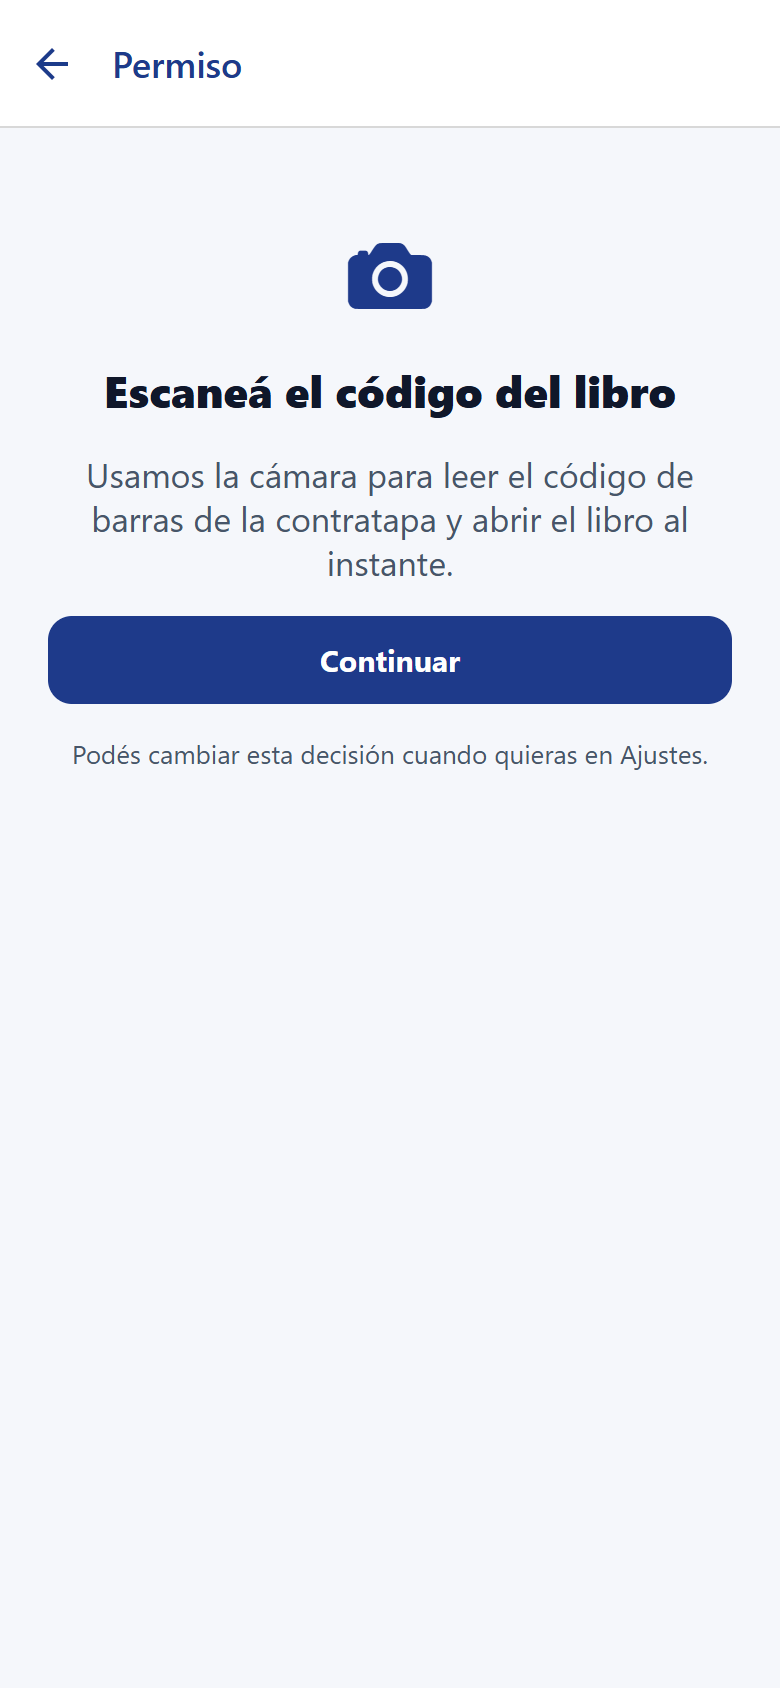 Permiso
Escaneá el código del libro
Usamos la cámara para leer el código de
barras de la contratapa y abrir el libro al
instante.
Continuar
Podés cambiar esta decisión cuando quieras en Ajustes.